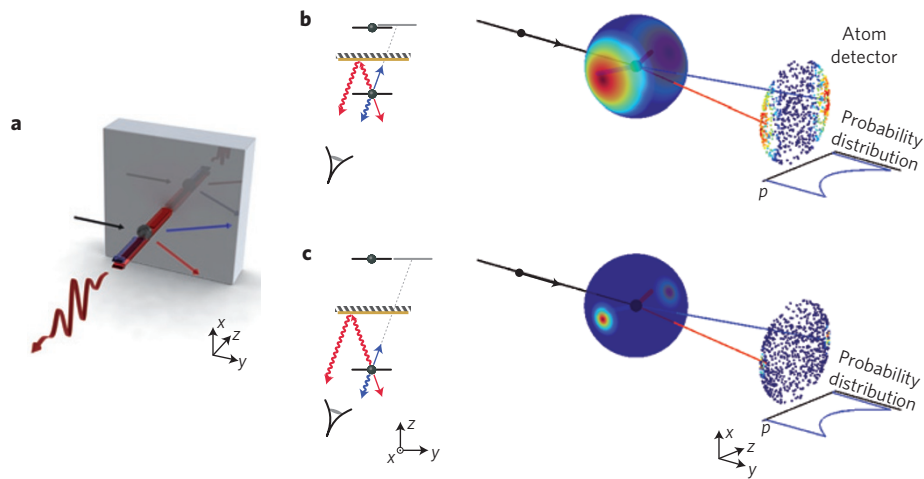 a
x
z
y
b
Atom
detector
Probability
distribution
p
c
z
x
y
Probability
distribution
p
x
z
y